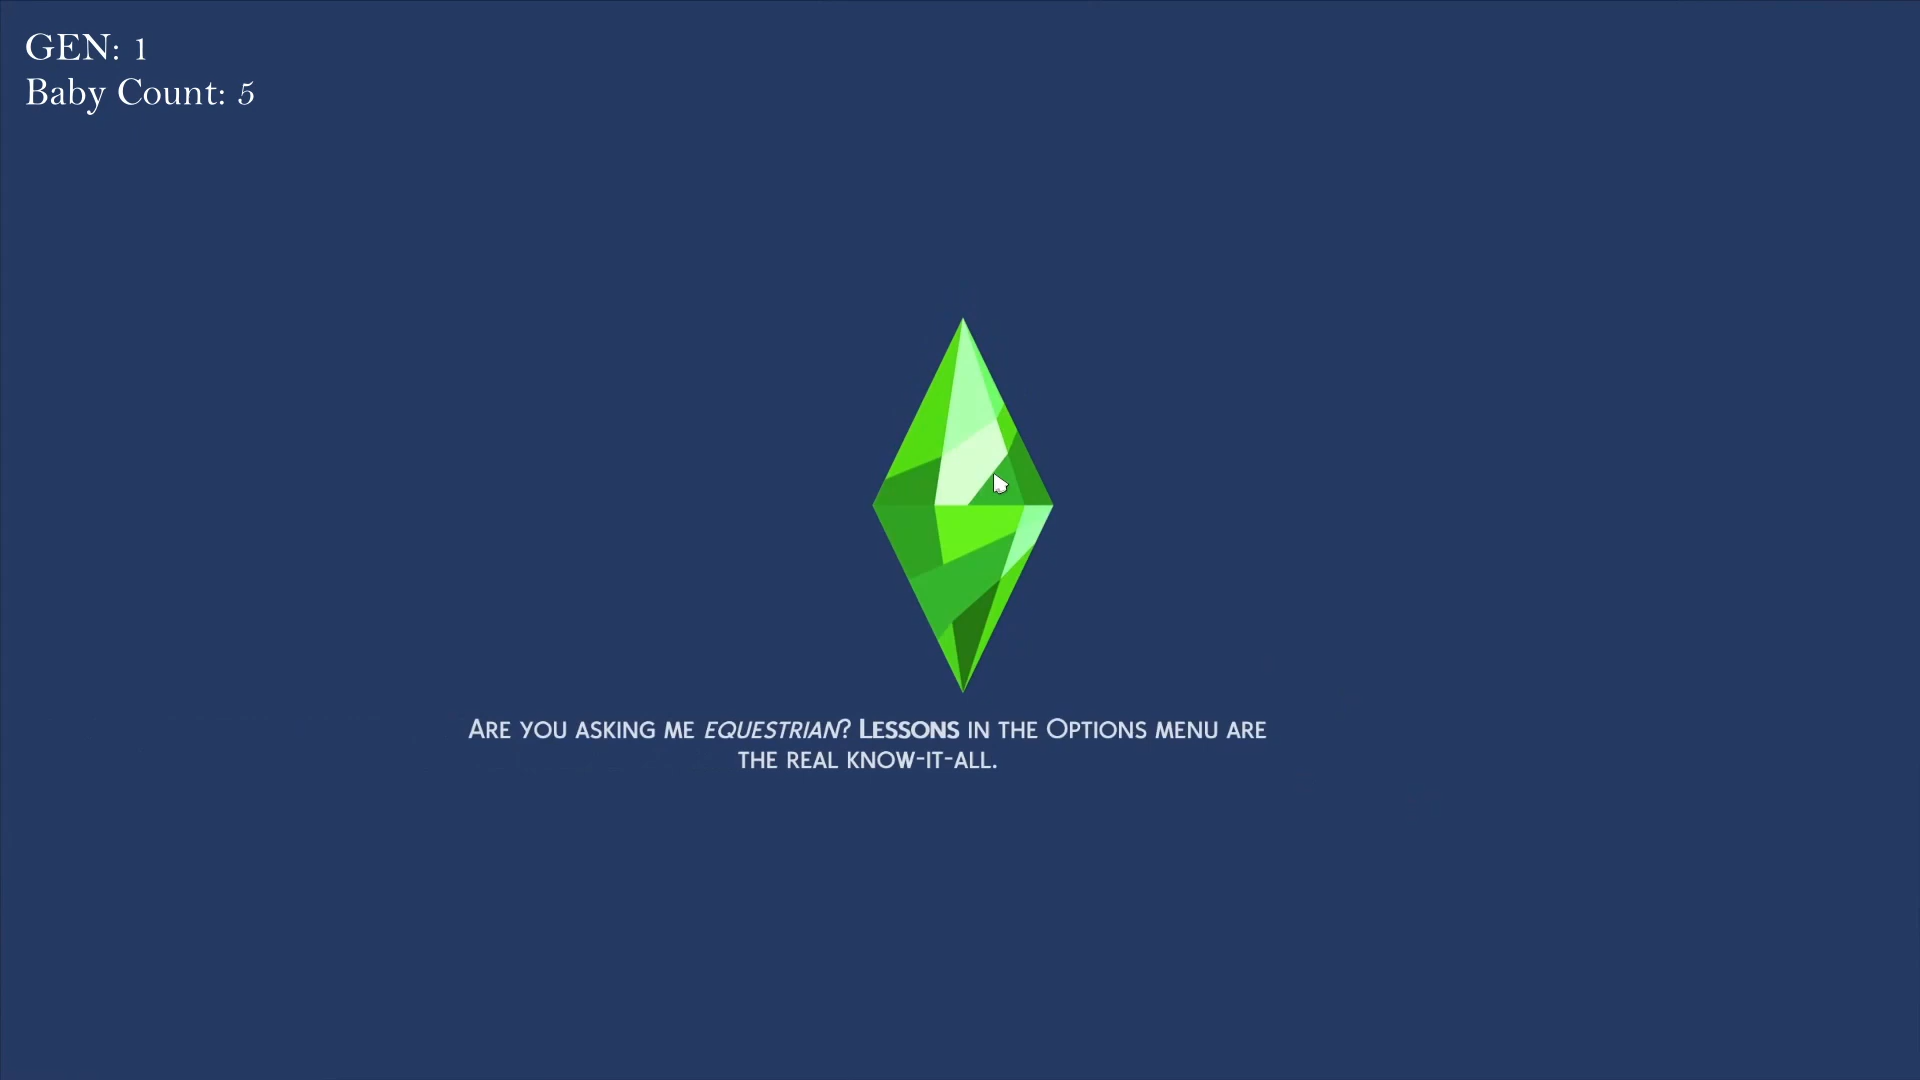 GEN: 1
Baby Count: 5
Are you asking me equestrian? Lessons in the Options menu are
the real know-it-all.